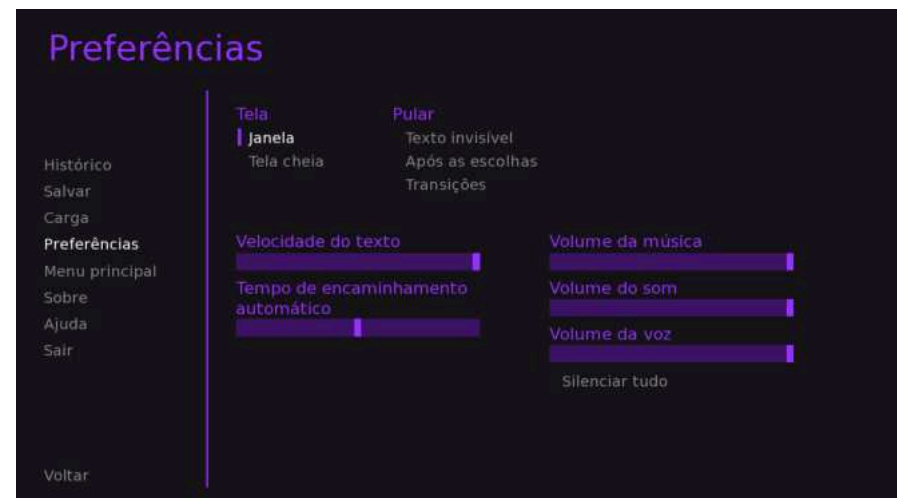 Preferências
Histórico
Salvar
Carga
Preferências
Menu principal
Sobre
Ajuda
Sair
Voltar
Tela
Janela
Tela cheia
Pular
Texto invisível
Após as escolhas
Transições
Velocidade do texto
Tempo de encaminhamento
automático
Volume da música
Volume do som
Volume da voz
Silenciar tudo